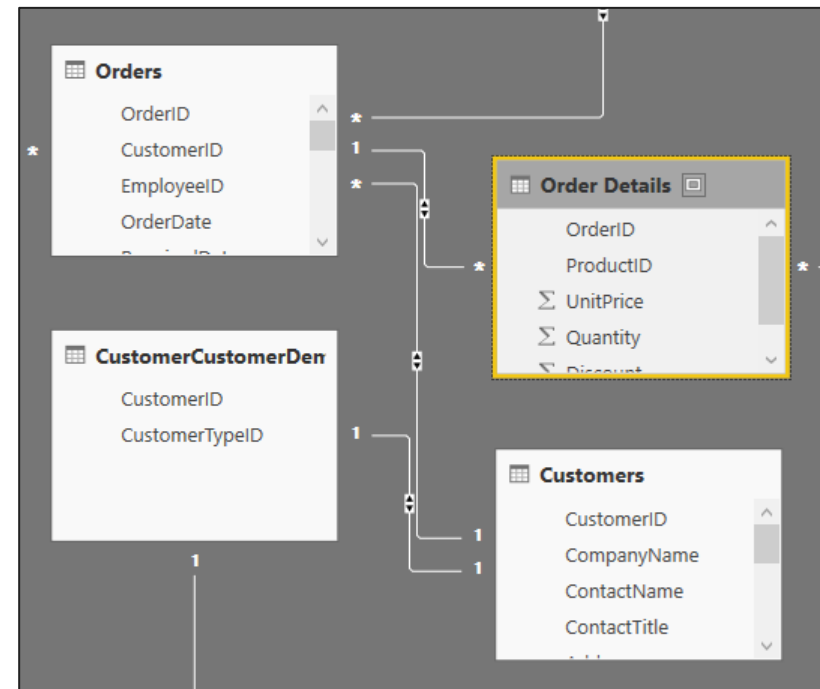 Orders
OrderID
CustomerID
EmployeeID
OrderDate
*
*
1
*
Order Details
OrderID
ProductID
UnitPrice
Quantity
Discount
*
*
CustomerCustomerDem
CustomerID
CustomerTypeID
1
1
Customers
CustomerID
CompanyName
ContactName
ContactTitle
1
1